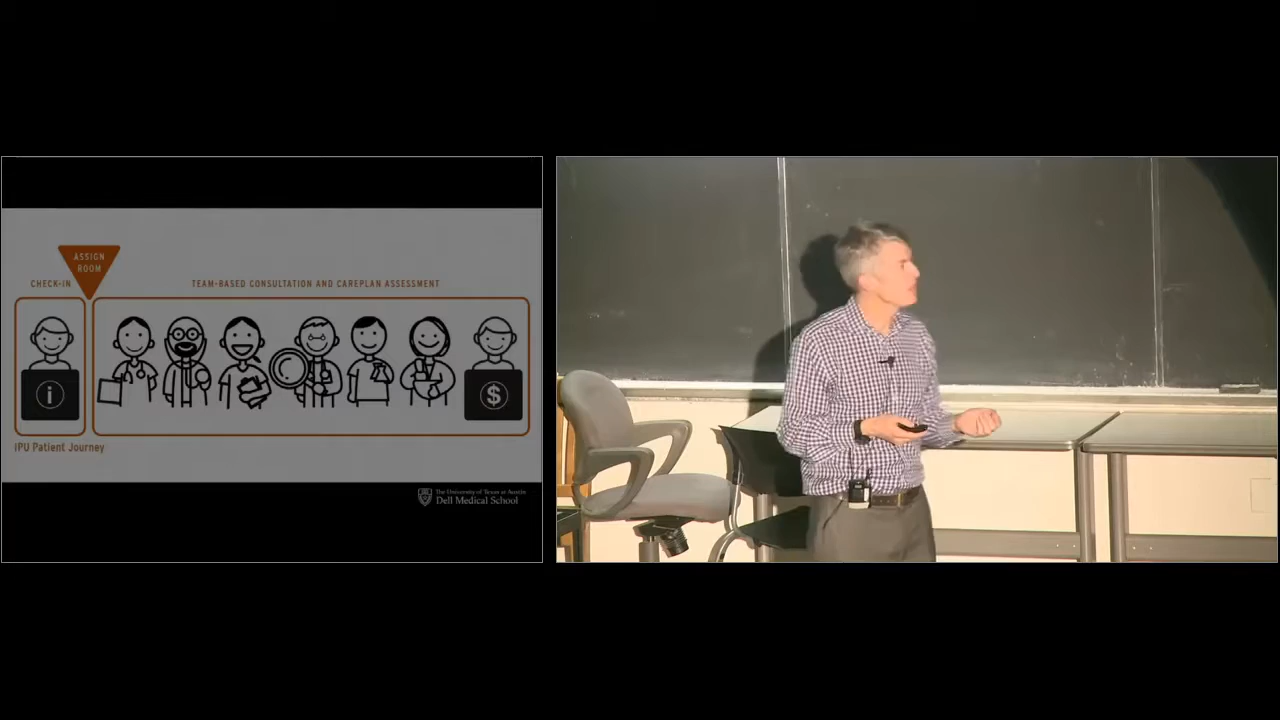 ASSIGN
ROOM
CHECK-IN
TEAM-BASED CONSULTATION AND CAREPLAN ASSESSMENT
i
$
IPU Patient Journey
The University of Texas at Austin
Dell Medical School